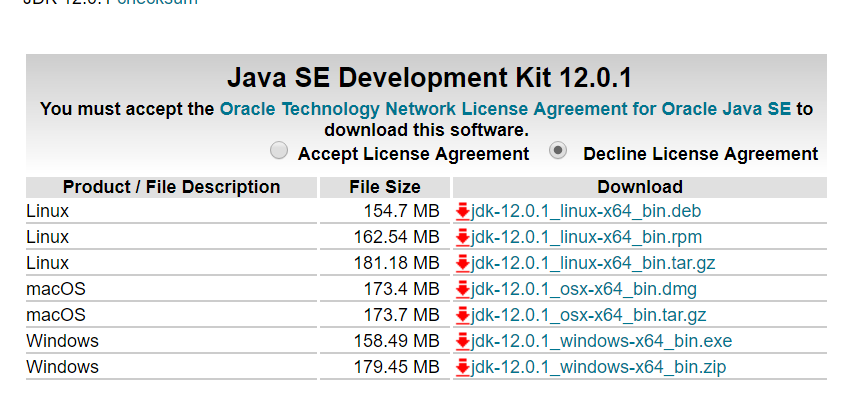 JDK 12.0.1 checksum
Java SE Development Kit 12.0.1
You must accept the Oracle Technology Network License Agreement for Oracle Java SE to
download this software.
Accept License Agreement Decline License Agreement
Product / File Description File Size Download
Linux 154.7 MB jdk-12.0.1_linux-x64_bin.deb
Linux 162.54 MB jdk-12.0.1_linux-x64_bin.rpm
Linux 181.18 MB jdk-12.0.1_linux-x64_bin.tar.gz
macOS 173.4 MB jdk-12.0.1_osx-x64_bin.dmg
macOS 173.7 MB jdk-12.0.1_osx-x64_bin.tar.gz
Windows 158.49 MB jdk-12.0.1_windows-x64_bin.exe
Windows 179.45 MB jdk-12.0.1_windows-x64_bin.zip